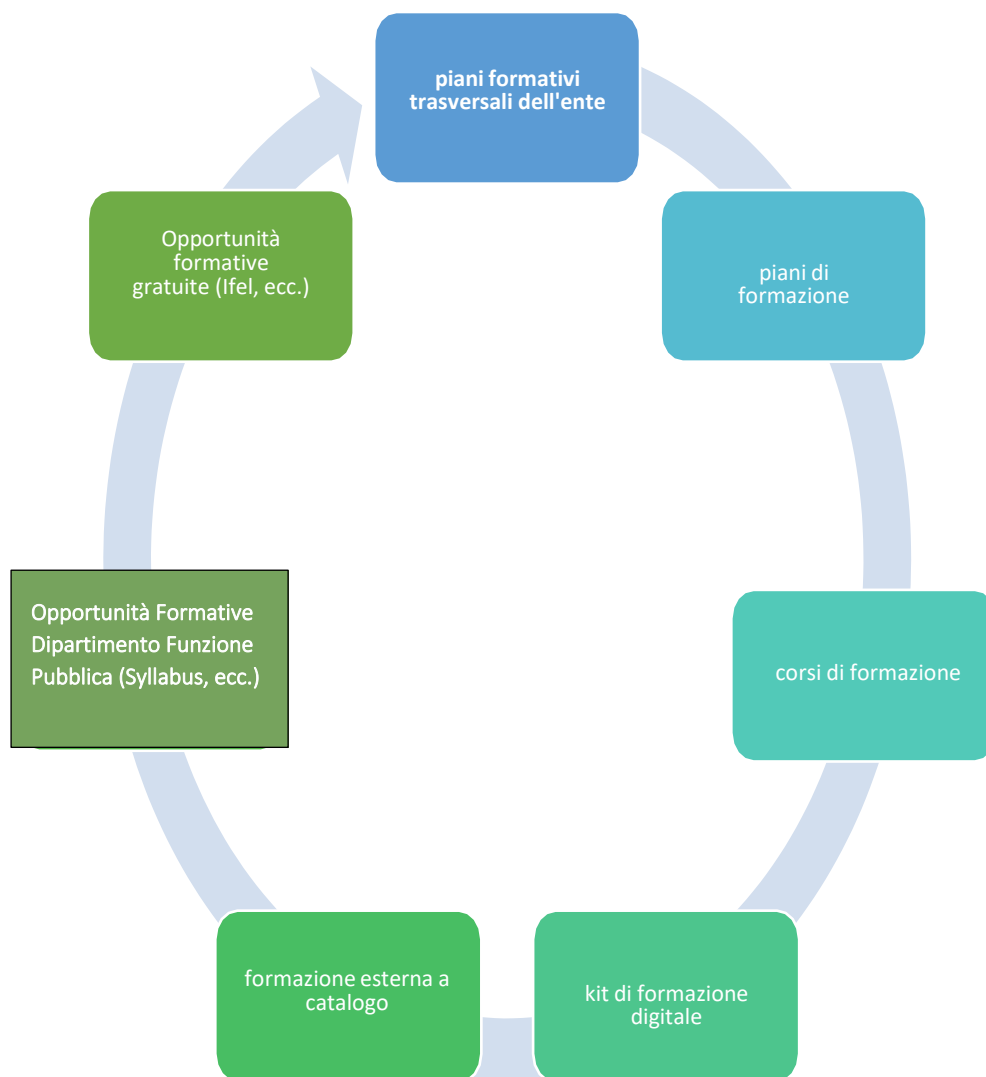 piani formativi
trasversali dell'ente
piani di
formazione
corsi di formazione
kit di formazione
digitale
formazione esterna a
catalogo
Opportunità Formative
Dipartimento Funzione
Pubblica (Syllabus, ecc.)
Opportunità
formative
gratuite (Ifel, ecc.)